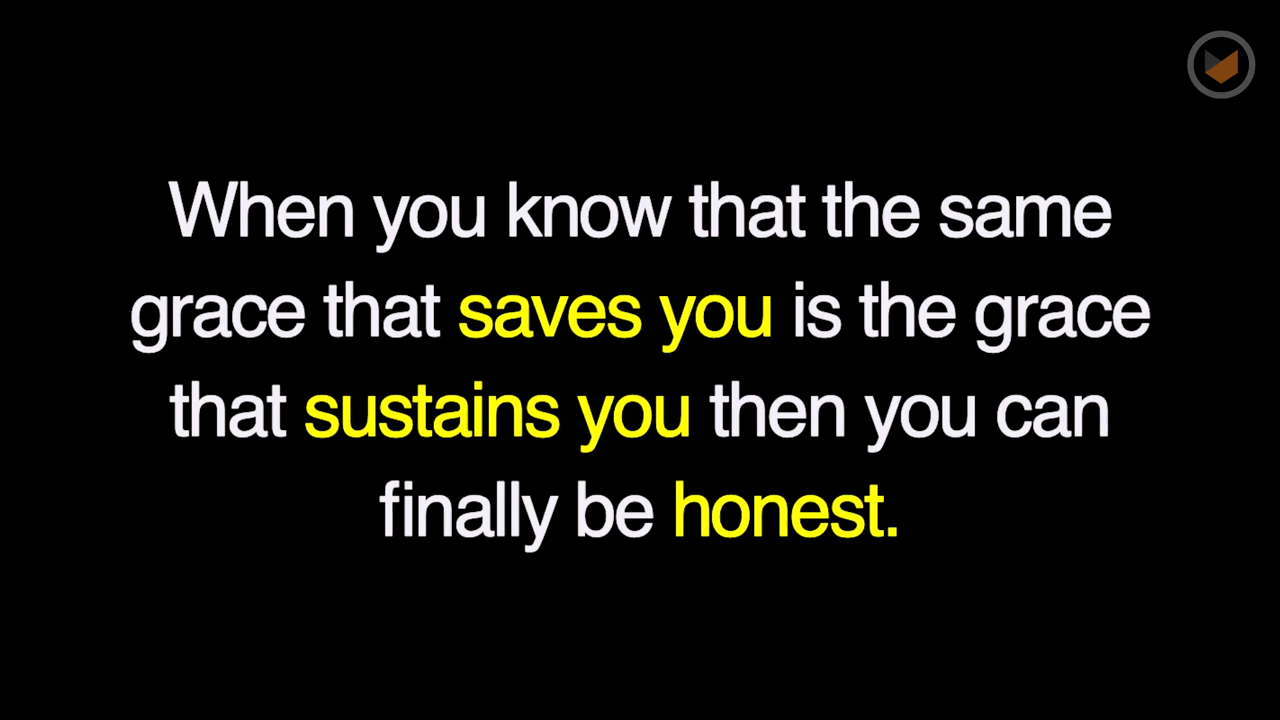 When you know that the same
grace that saves you is the grace
that sustains you then you can
finally be honest.